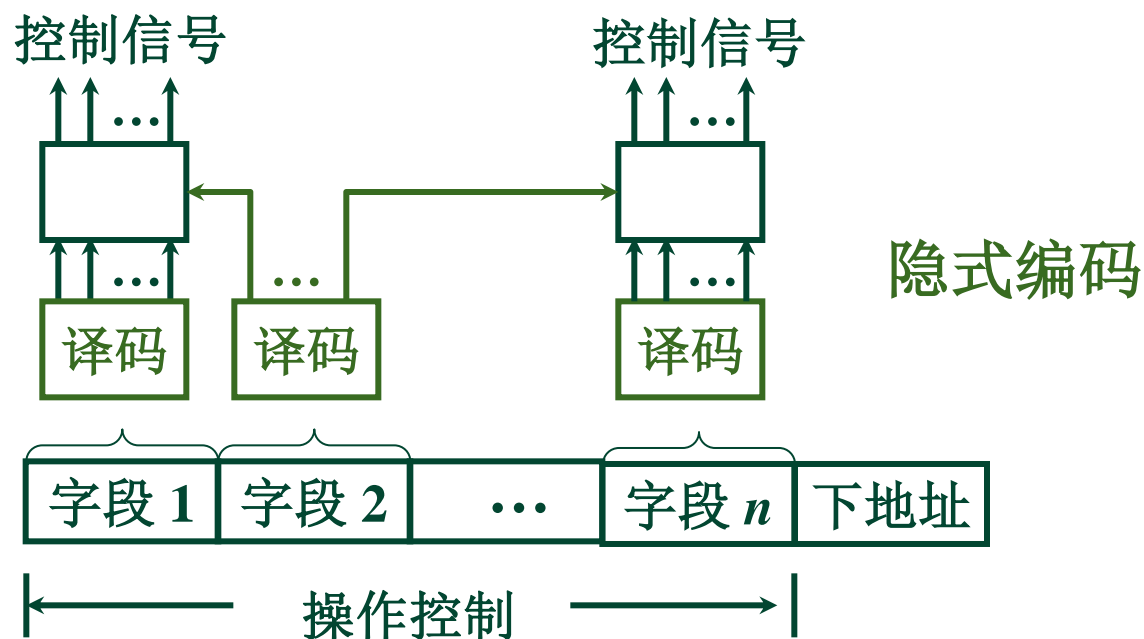 控制信号 控制信号
… …
… … …
隐式编码
译码 译码 译码
字段 1 字段 2 … 字段 n 下地址
操作控制